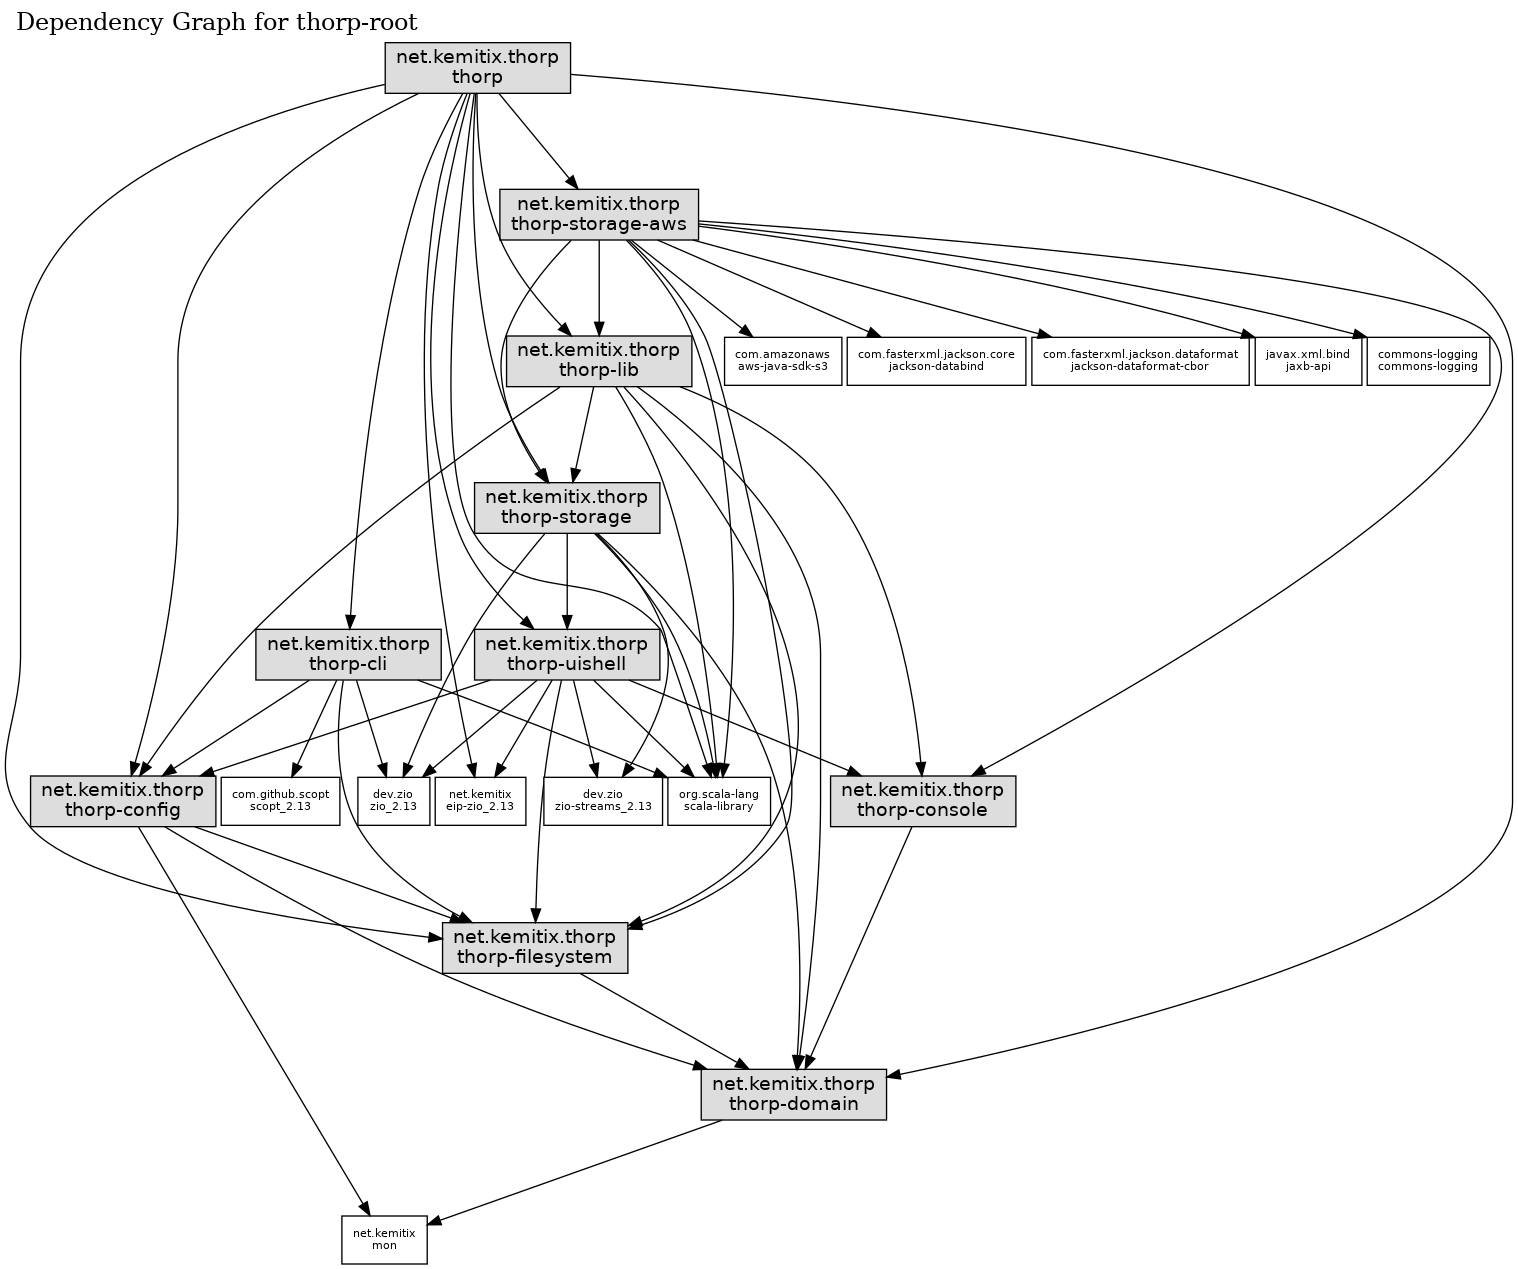 Dependency Graph for thorp-root
net.kemitix.thorp
thorp
net.kemitix.thorp
thorp-storage-aws
net.kemitix.thorp
thorp-lib
com.amazonaws
aws-java-sdk-s3
com.fasterxml.jackson.core
jackson-databind
com.fasterxml.jackson.dataformat
jackson-dataformat-cbor
javax.xml.bind
jaxb-api
commons-logging
commons-logging
net.kemitix.thorp
thorp-storage
net.kemitix.thorp
thorp-cli
net.kemitix.thorp
thorp-uishell
net.kemitix.thorp
thorp-config
com.github.scopt
scopt_2.13
dev.zio
zio_2.13
net.kemitix
eip-zio_2.13
dev.zio
zio-streams_2.13
org.scala-lang
scala-library
net.kemitix.thorp
thorp-console
net.kemitix.thorp
thorp-filesystem
net.kemitix.thorp
thorp-domain
net.kemitix
mon